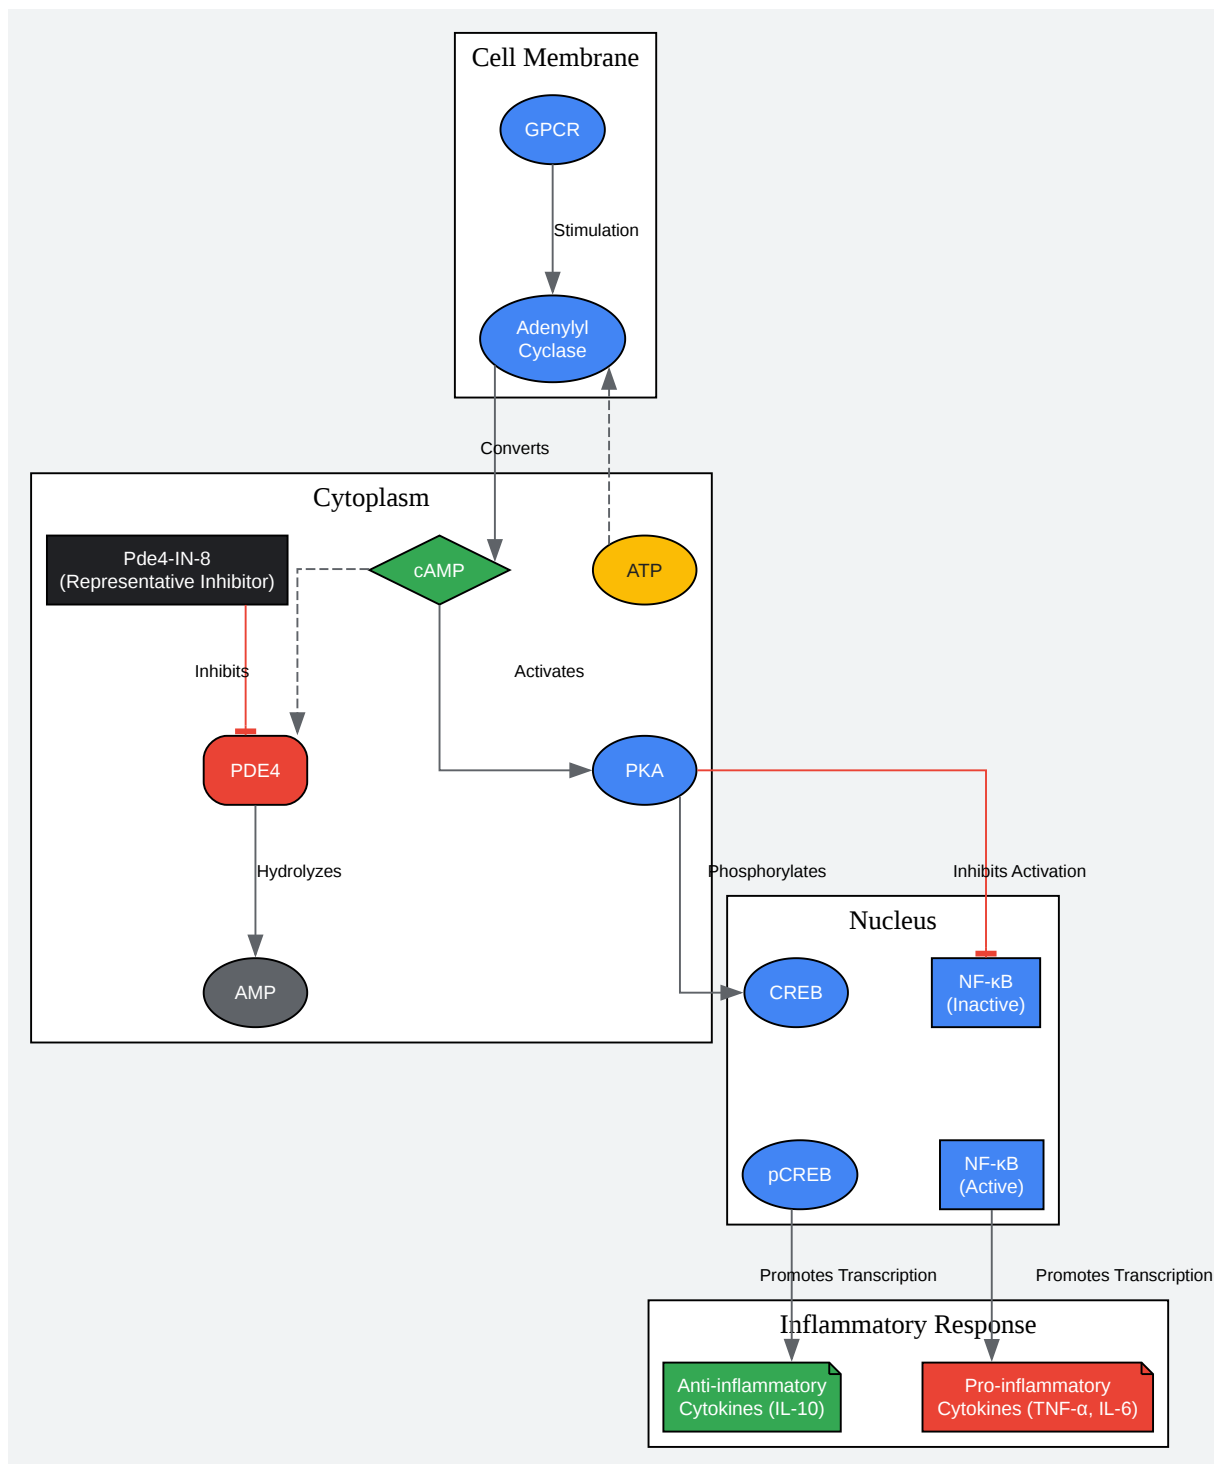 Cell Membrane
GPCR
Stimulation
Adenylyl
Cyclase
Converts
Cytoplasm
Pde4-IN-8
(Representative Inhibitor)
cAMP
ATP
Inhibits
Activates
PDE4
PKA
Hydrolyzes
Phosphorylates
Inhibits Activation
Nucleus
AMP
CREB
NF-κB
(Inactive)
pCREB
NF-κB
(Active)
Promotes Transcription
Promotes Transcription
Inflammatory Response
Anti-inflammatory
Cytokines (IL-10)
Pro-inflammatory
Cytokines (TNF-α, IL-6)